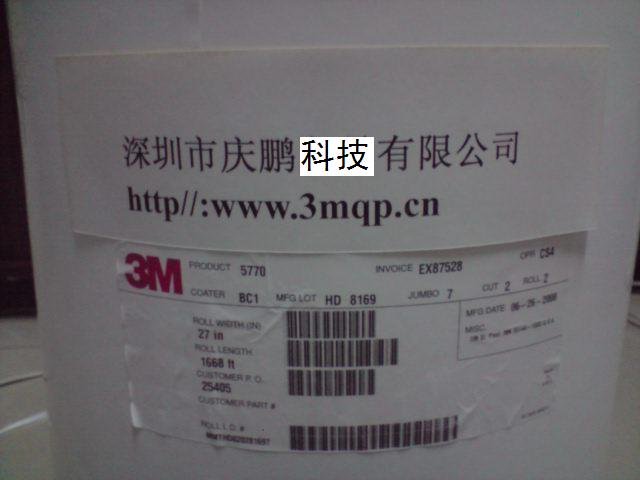 深圳市庆鹏科技有限公司
http//:www.3mqp.cn
3M PRODUCT 5770 INVOICE EX87528 OPR CS4
COATER BC1 MFG LOT HD 8169 JUMBO 7 CUT 2 ROLL 2
ROLL WIDTH (IN)
27 in
MFG.DATE 06-26-2008
MISC.
ROLL LENGTH
1668 ft
CUSTOMER P.O.
25405
CUSTOMER PART #
ROLL I.D.#